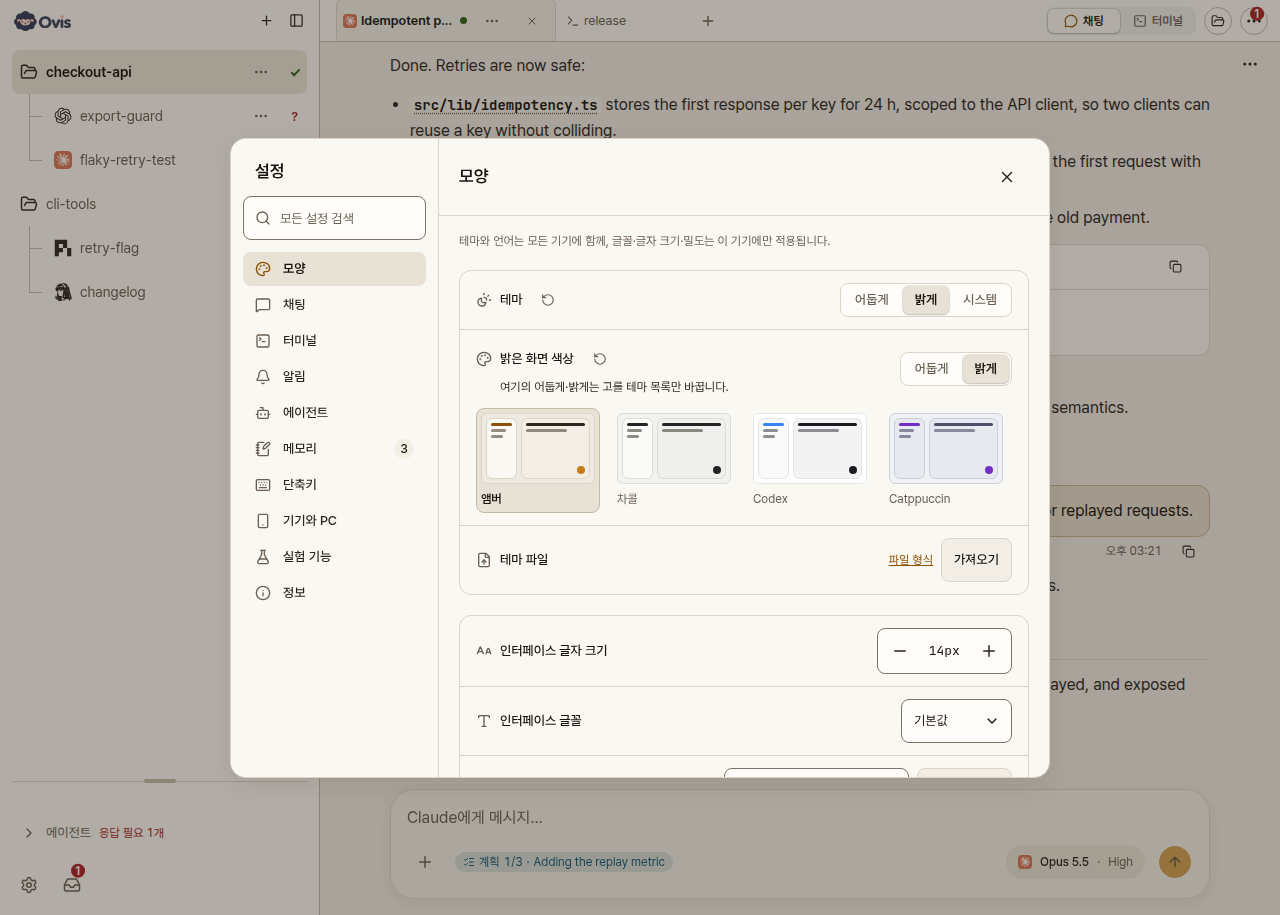 Ovis
checkout-api
export-guard
?
flaky-retry-test
cli-tools
retry-flag
changelog
에이전트 응답 필요 1개
1
Idempotent p...
release
채팅
터미널
1
Done. Retries are now safe:
src/lib/idempotency.ts stores the first response per key for 24 h, scoped to the API client, so two clients can
reuse a key without colliding.
the first request with
old payment.
semantics.
or replayed requests.
오후 03:21
s.
ayed, and exposed
Claude에게 메시지...
계획 1/3 · Adding the replay metric
Opus 5.5 · High
설정
모든 설정 검색
모양
채팅
터미널
알림
에이전트
메모리
3
단축키
기기와 PC
실험 기능
정보
모양
테마와 언어는 모든 기기에 함께, 글꼴·글자 크기·밀도는 이 기기에만 적용됩니다.
테마
어둡게
밝게
시스템
밝은 화면 색상
어둡게
밝게
여기의 어둡게·밝게는 고를 테마 목록만 바꿉니다.
앰버
차콜
Codex
Catppuccin
테마 파일
파일 형식
가져오기
인터페이스 글자 크기
14px
인터페이스 글꼴
기본값